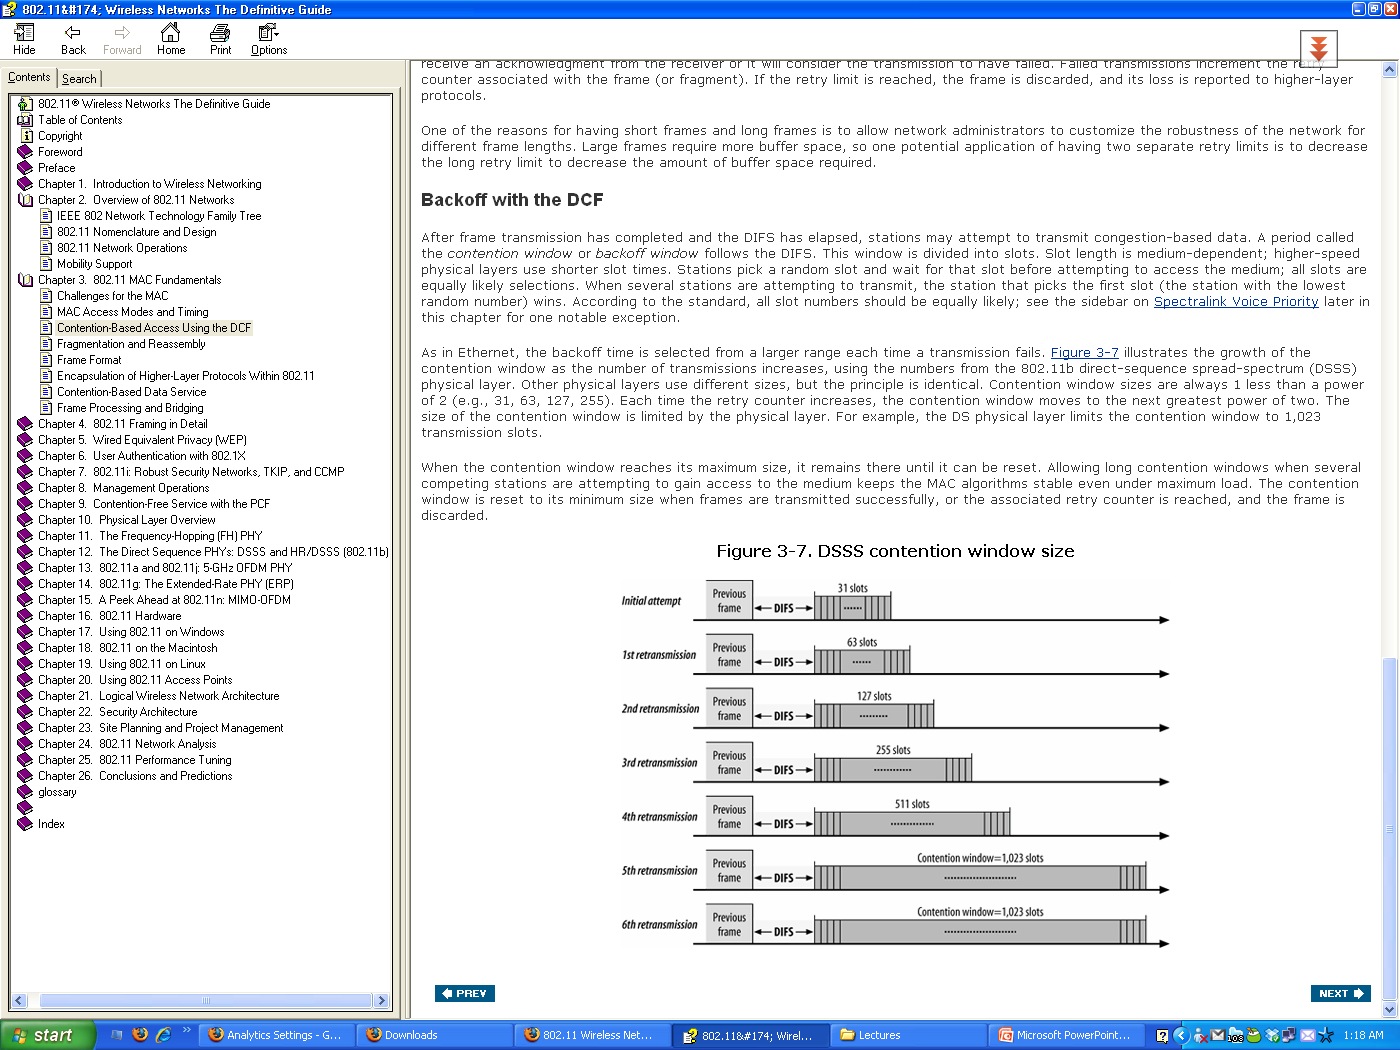 802.11&#174; Wireless Networks The Definitive Guide
Hide Back Forward Home Print Options
Contents Search
802.11® Wireless Networks The Definitive Guide
Table of Contents
Copyright
Foreword
Preface
Chapter 1. Introduction to Wireless Networking
Chapter 2. Overview of 802.11 Networks
IEEE 802 Network Technology Family Tree
802.11 Nomenclature and Design
802.11 Network Operations
Mobility Support
Chapter 3. 802.11 MAC Fundamentals
Challenges for the MAC
MAC Access Modes and Timing
Contention-Based Access Using the DCF
Fragmentation and Reassembly
Frame Format
Encapsulation of Higher-Layer Protocols Within 802.11
Contention-Based Data Service
Frame Processing and Bridging
Chapter 4. 802.11 Framing in Detail
Chapter 5. Wired Equivalent Privacy (WEP)
Chapter 6. User Authentication with 802.1X
Chapter 7. 802.11i: Robust Security Networks, TKIP, and CCMP
Chapter 8. Management Operations
Chapter 9. Contention-Free Service with the PCF
Chapter 10. Physical Layer Overview
Chapter 11. The Frequency-Hopping (FH) PHY
Chapter 12. The Direct Sequence PHYs: DSSS and HR/DSSS (802.11b)
Chapter 13. 802.11a and 802.11j: 5-GHz OFDM PHY
Chapter 14. 802.11g: The Extended-Rate PHY (ERP)
Chapter 15. A Peek Ahead at 802.11n: MIMO-OFDM
Chapter 16. 802.11 Hardware
Chapter 17. Using 802.11 on Windows
Chapter 18. 802.11 on the Macintosh
Chapter 19. Using 802.11 on Linux
Chapter 20. Using 802.11 Access Points
Chapter 21. Logical Wireless Network Architecture
Chapter 22. Security Architecture
Chapter 23. Site Planning and Project Management
Chapter 24. 802.11 Network Analysis
Chapter 25. 802.11 Performance Tuning
Chapter 26. Conclusions and Predictions
glossary
Index
receive an acknowledgment from the receiver or it will consider the transmission to have failed. Failed transmissions increment the retry
counter associated with the frame (or fragment). If the retry limit is reached, the frame is discarded, and its loss is reported to higher-layer
protocols.
One of the reasons for having short frames and long frames is to allow network administrators to customize the robustness of the network for
different frame lengths. Large frames require more buffer space, so one potential application of having two separate retry limits is to decrease
the long retry limit to decrease the amount of buffer space required.
Backoff with the DCF
After frame transmission has completed and the DIFS has elapsed, stations may attempt to transmit congestion-based data. A period called
the contention window or backoff window follows the DIFS. This window is divided into slots. Slot length is medium-dependent; higher-speed
physical layers use shorter slot times. Stations pick a random slot and wait for that slot before attempting to access the medium; all slots are
equally likely selections. When several stations are attempting to transmit, the station that picks the first slot (the station with the lowest
random number) wins. According to the standard, all slot numbers should be equally likely; see the sidebar on Spectralink Voice Priority later in
this chapter for one notable exception.
As in Ethernet, the backoff time is selected from a larger range each time a transmission fails. Figure 3-7 illustrates the growth of the
contention window as the number of transmissions increases, using the numbers from the 802.11b direct-sequence spread-spectrum (DSSS)
physical layer. Other physical layers use different sizes, but the principle is identical. Contention window sizes are always 1 less than a power
of 2 (e.g., 31, 63, 127, 255). Each time the retry counter increases, the contention window moves to the next greatest power of two. The
size of the contention window is limited by the physical layer. For example, the DS physical layer limits the contention window to 1,023
transmission slots.
When the contention window reaches its maximum size, it remains there until it can be reset. Allowing long contention windows when several
competing stations are attempting to gain access to the medium keeps the MAC algorithms stable even under maximum load. The contention
window is reset to its minimum size when frames are transmitted successfully, or the associated retry counter is reached, and the frame is
discarded.
Figure 3-7. DSSS contention window size
Initial attempt Previous frame DIFS 31 slots
1st retransmission Previous frame DIFS 63 slots
2nd retransmission Previous frame DIFS 127 slots
3rd retransmission Previous frame DIFS 255 slots
4th retransmission Previous frame DIFS 511 slots
5th retransmission Previous frame DIFS Contention window=1,023 slots
6th retransmission Previous frame DIFS Contention window=1,023 slots
PREV NEXT
start Analytics Settings - G... Downloads 802.11 Wireless Net... 802.11&#174; Wirel... Lectures Microsoft PowerPoint... 1:18 AM